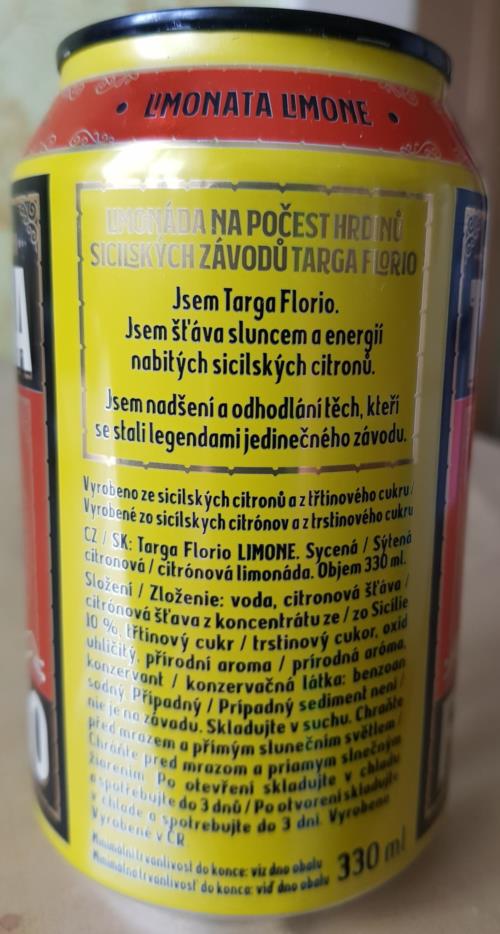 • LIMONATA LIMONE •
LIMONÁDA NA POČEST HRDINŮ
SICILSKÝCH ZÁVODŮ TARGA FLORIO
Jsem Targa Florio.
Jsem šťáva sluncem a energií
nabitých sicilských citronů.
Jsem nadšení a odhodlání těch, kteří
se stali legendami jedinečného závodu.
Vyrobeno ze sicilských citronů a z třtinového cukru/
Vyrobené zo sicílskych citrónov a z trstinového cukru
CZ / SK: Targa Florio LIMONE. Sycená / Sýtená
citronová / citrónová limonáda. Objem 330 ml.
Složení / Zloženie: voda, citronová šťáva /
citrónová šťava z koncentrátu ze / zo Sicílie
10 %, třtinový cukr / trstinový cukor, oxid
uhličitý, přírodní aroma / prírodná aróma,
konzervant / konzervačná látka: benzoan
sodný. Případný / Prípadný sediment není /
nie je na závadu. Skladujte v suchu. Chraňte
před mrazem a přímým slunečním světlem /
Chráňte pred mrazom a priamym slnečným
žiarením. Po otevření skladujte v chladu
a spotřebujte do 3 dnů / Po otvorení skladujte
v chlade a spotrebujte do 3 dní. Vyrobeno
Vyrobené v ČR
Minimální trvanlivost do konce: viz dno obalu
Minimálna trvanlivosť do konca: viď dno obalu
330 ml
A
O